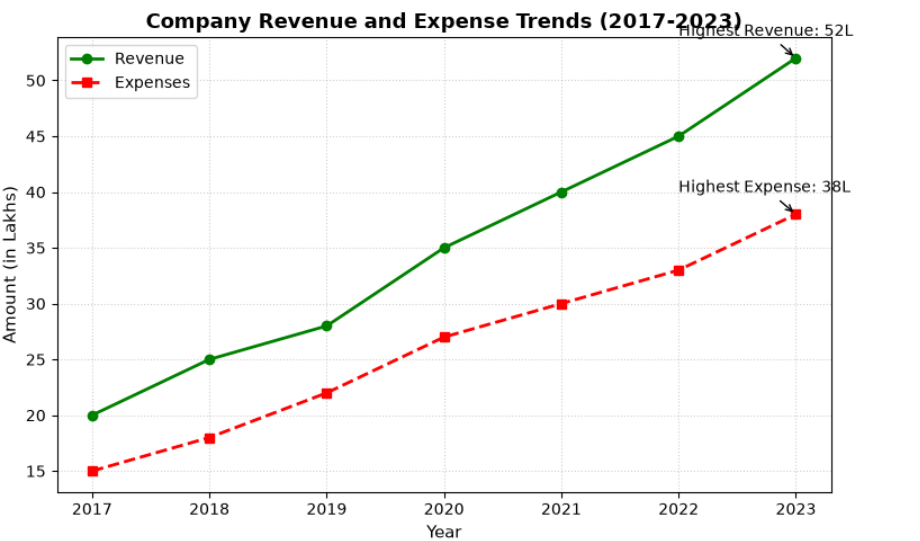 Company Revenue and Expense Trends (2017-2023)
Highest Revenue: 52L
Revenue
Expenses
Highest Expense: 38L
Amount (in Lakhs)
50
45
40
35
30
25
20
15
2017 2018 2019 2020 2021 2022 2023
Year